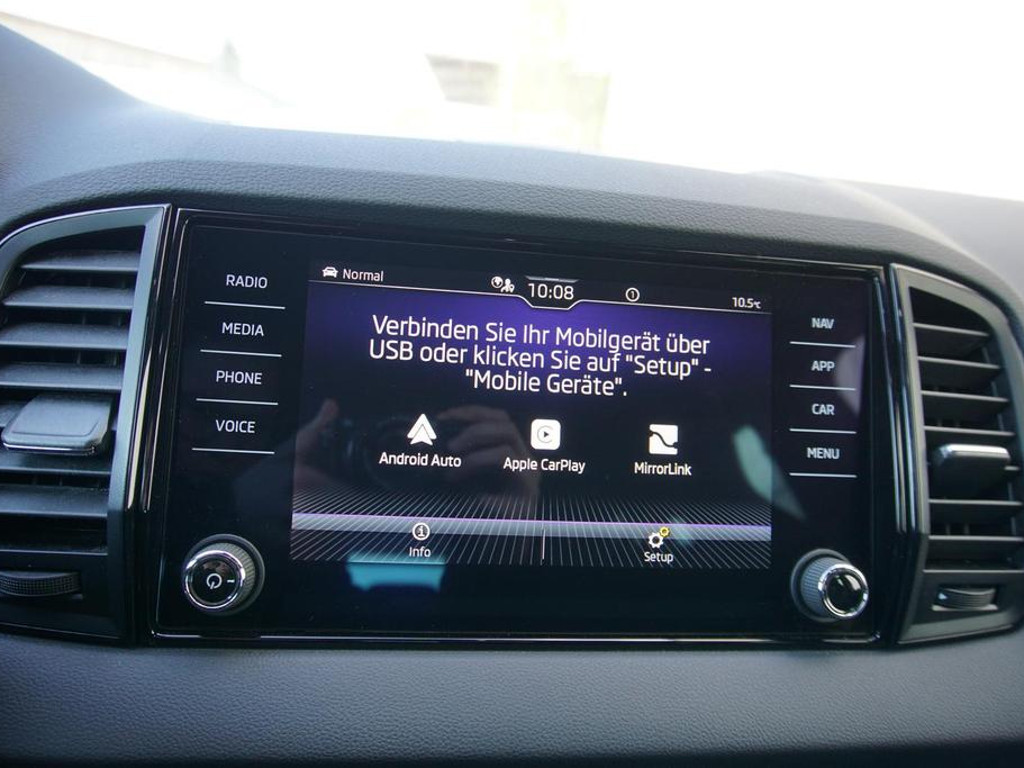 RADIO
MEDIA
PHONE
VOICE
Normal
10:08
10.5°C
Verbinden Sie Ihr Mobilgerät über
USB oder klicken Sie auf "Setup" -
"Mobile Geräte".
Android Auto
Apple CarPlay
MirrorLink
Info
Setup
NAV
APP
CAR
MENU